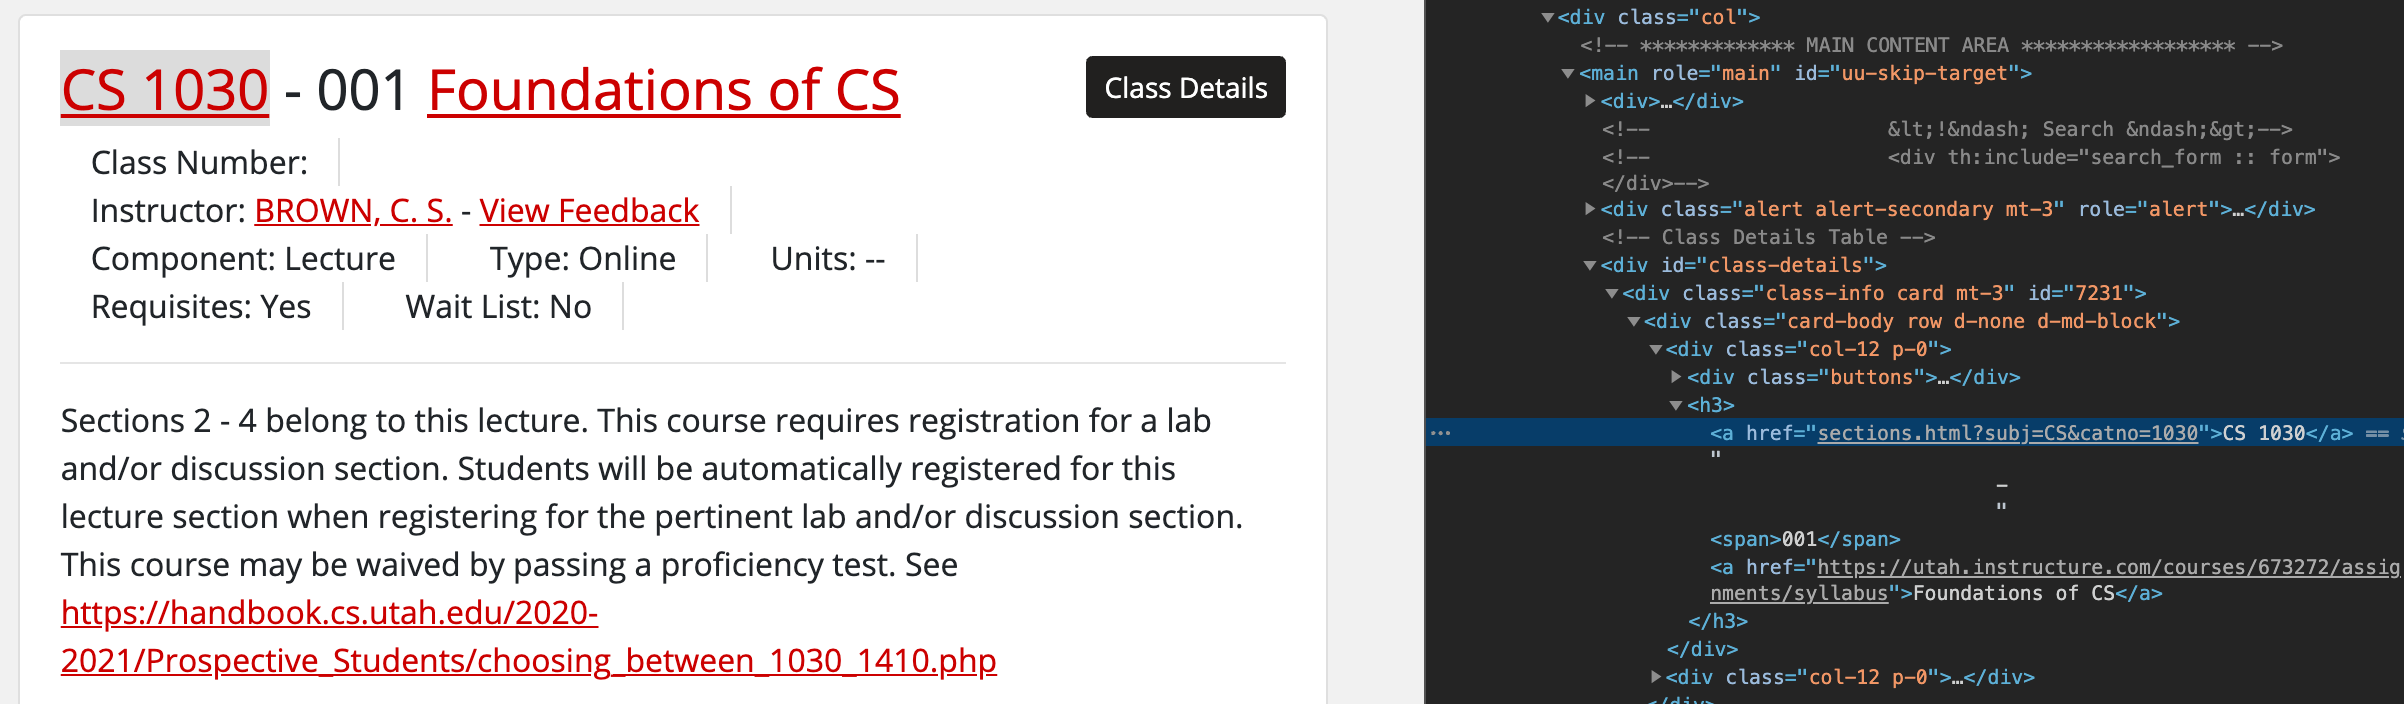 CS 1030 - 001 Foundations of CS
Class Details
Class Number:
Instructor: BROWN, C. S. - View Feedback
Component: Lecture Type: Online Units: --
Requisites: Yes Wait List: No
Sections 2 - 4 belong to this lecture. This course requires registration for a lab
and/or discussion section. Students will be automatically registered for this
lecture section when registering for the pertinent lab and/or discussion section.
This course may be waived by passing a proficiency test. See
https://handbook.cs.utah.edu/2020-
2021/Prospective_Students/choosing_between_1030_1410.php
<div class="col">
<!-- ************* MAIN CONTENT AREA ****************** -->
<main role="main" id="uu-skip-target">
<div>…</div>
<!-- &lt;!&ndash; Search &ndash;&gt;-->
<!-- <div th:include="search_form :: form">
</div>-->
<div class="alert alert-secondary mt-3" role="alert">…</div>
<!-- Class Details Table -->
<div id="class-details">
<div class="class-info card mt-3" id="7231">
<div class="card-body row d-none d-md-block">
<div class="col-12 p-0">
<div class="buttons">…</div>
<h3>
<a href="sections.html?subj=CS&catno=1030">CS 1030</a> ==
"
-
"
<span>001</span>
<a href="https://utah.instructure.com/courses/673272/assig
nments/syllabus">Foundations of CS</a>
</h3>
</div>
<div class="col-12 p-0">…</div>
</div>